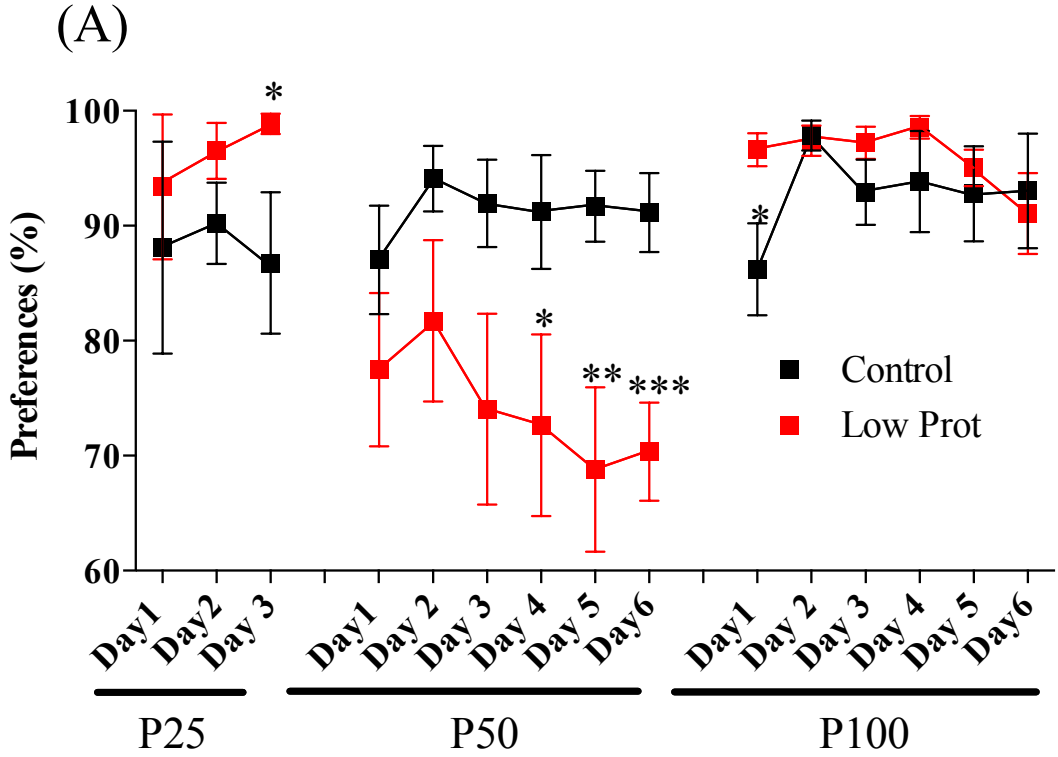 (A)
Preferences (%)
100
90
80
70
60
*
*
**
***
*
Control
Low Prot
Day1
Day2
Day 3
Day1
Day 2
Day 3
Day 4
Day 5
Day6
Day1
Day 2
Day 3
Day 4
Day 5
Day6
P25
P50
P100